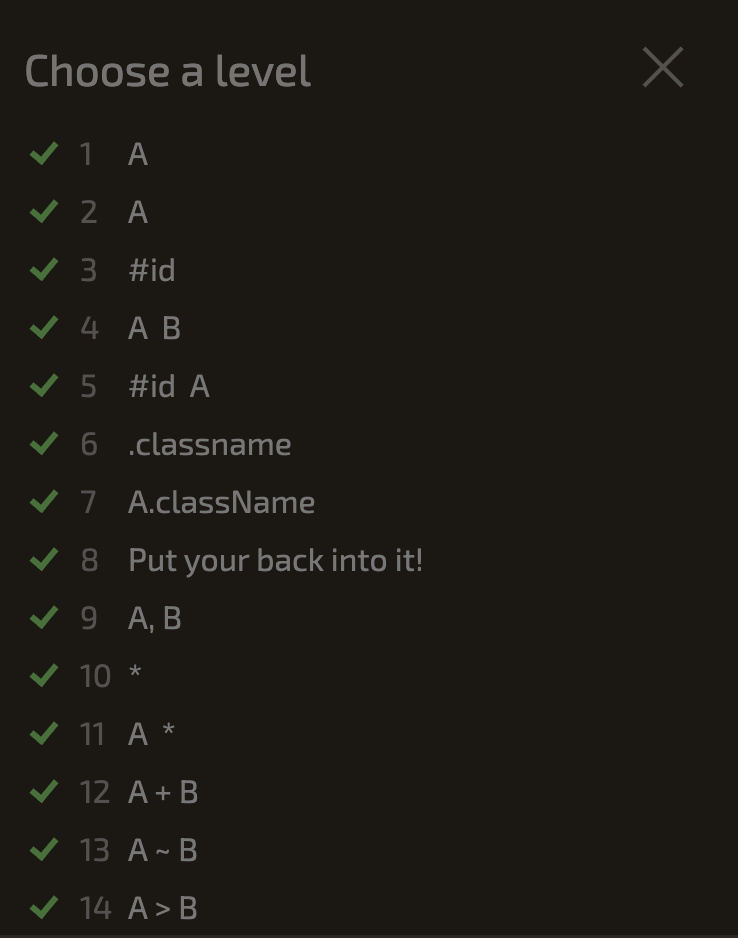 Choose a level
1 A
2 A
3 #id
4 A B
5 #id A
6 .classname
7 A.className
8 Put your back into it!
9 A, B
10 *
11 A *
12 A + B
13 A ~ B
14 A > B